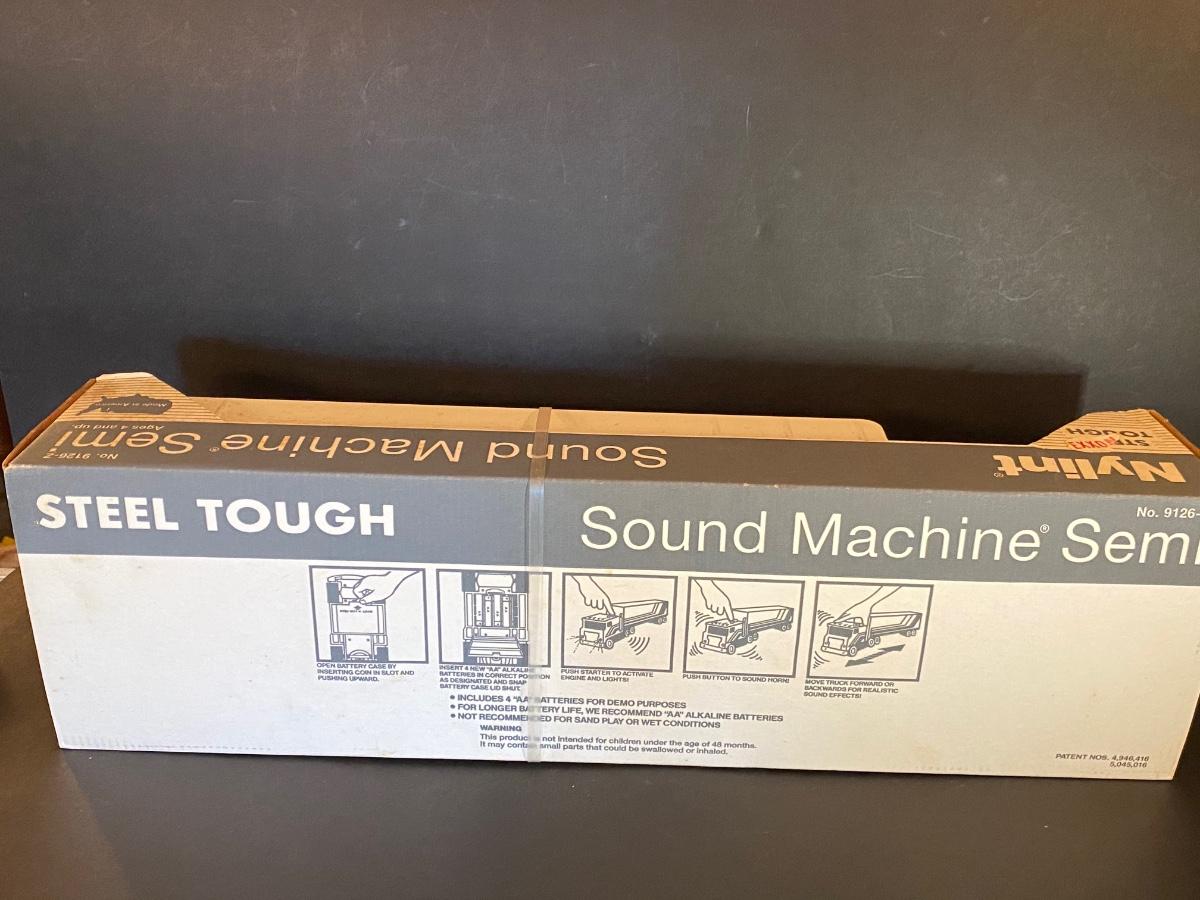 Made in America
Ages 4 and up.
No. 9126-Z
Sound Machine® Semi
Nylint®
TOUGH
STEEL TOUGH
No. 9126-
Sound Machine® Semi
OPEN BATTERY CASE BY
INSERTING COIN IN SLOT AND
PUSHING UPWARD.
INSERT 4 NEW "AA" ALKALINE
BATTERIES IN CORRECT POSITION
AS DESIGNATED AND SNAP
BATTERY CASE LID SHUT.
PUSH STARTER TO ACTIVATE
ENGINE AND LIGHTS!
PUSH BUTTON TO SOUND HORN!
MOVE TRUCK FORWARD OR
BACKWARDS FOR REALISTIC
SOUND EFFECTS!
• INCLUDES 4 "AA" BATTERIES FOR DEMO PURPOSES
• FOR LONGER BATTERY LIFE, WE RECOMMEND "AA" ALKALINE BATTERIES
• NOT RECOMMENDED FOR SAND PLAY OR WET CONDITIONS
WARNING
This product is not intended for children under the age of 48 months.
It may contain small parts that could be swallowed or inhaled.
PATENT NOS. 4,946,416
5,045,016